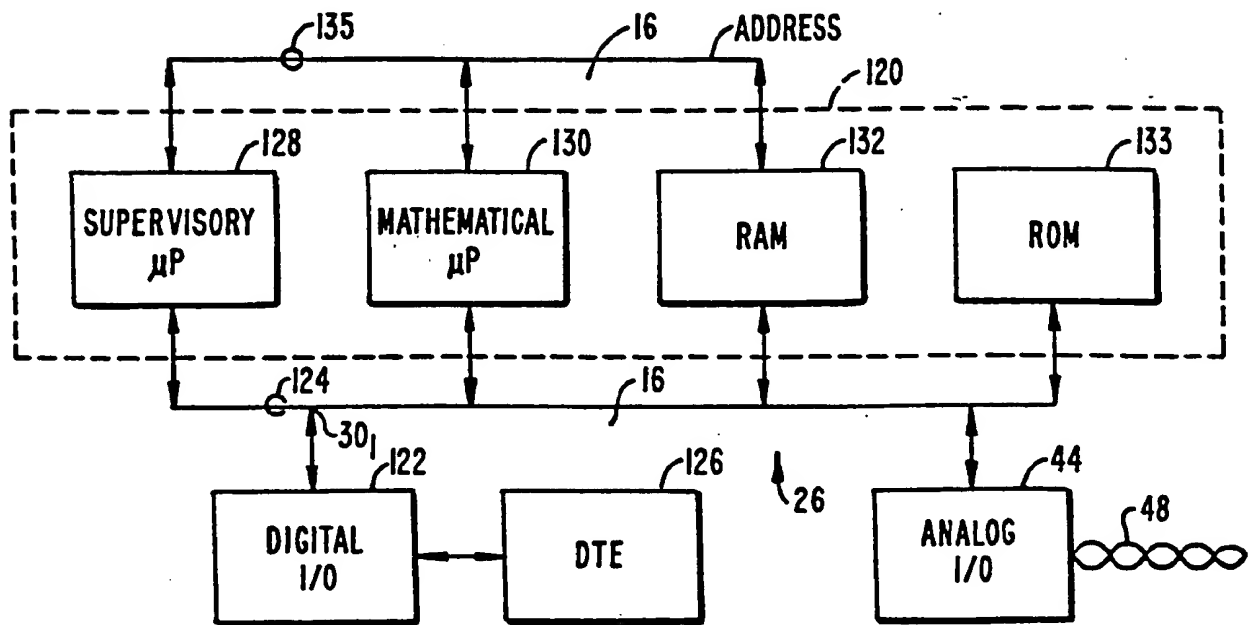 135
16
ADDRESS
120
128
130
132
133
SUPERVISORY
µP
MATHEMATICAL
µP
RAM
ROM
124
16
30₁
122
126
26
44
48
DIGITAL
I/O
DTE
ANALOG
I/O